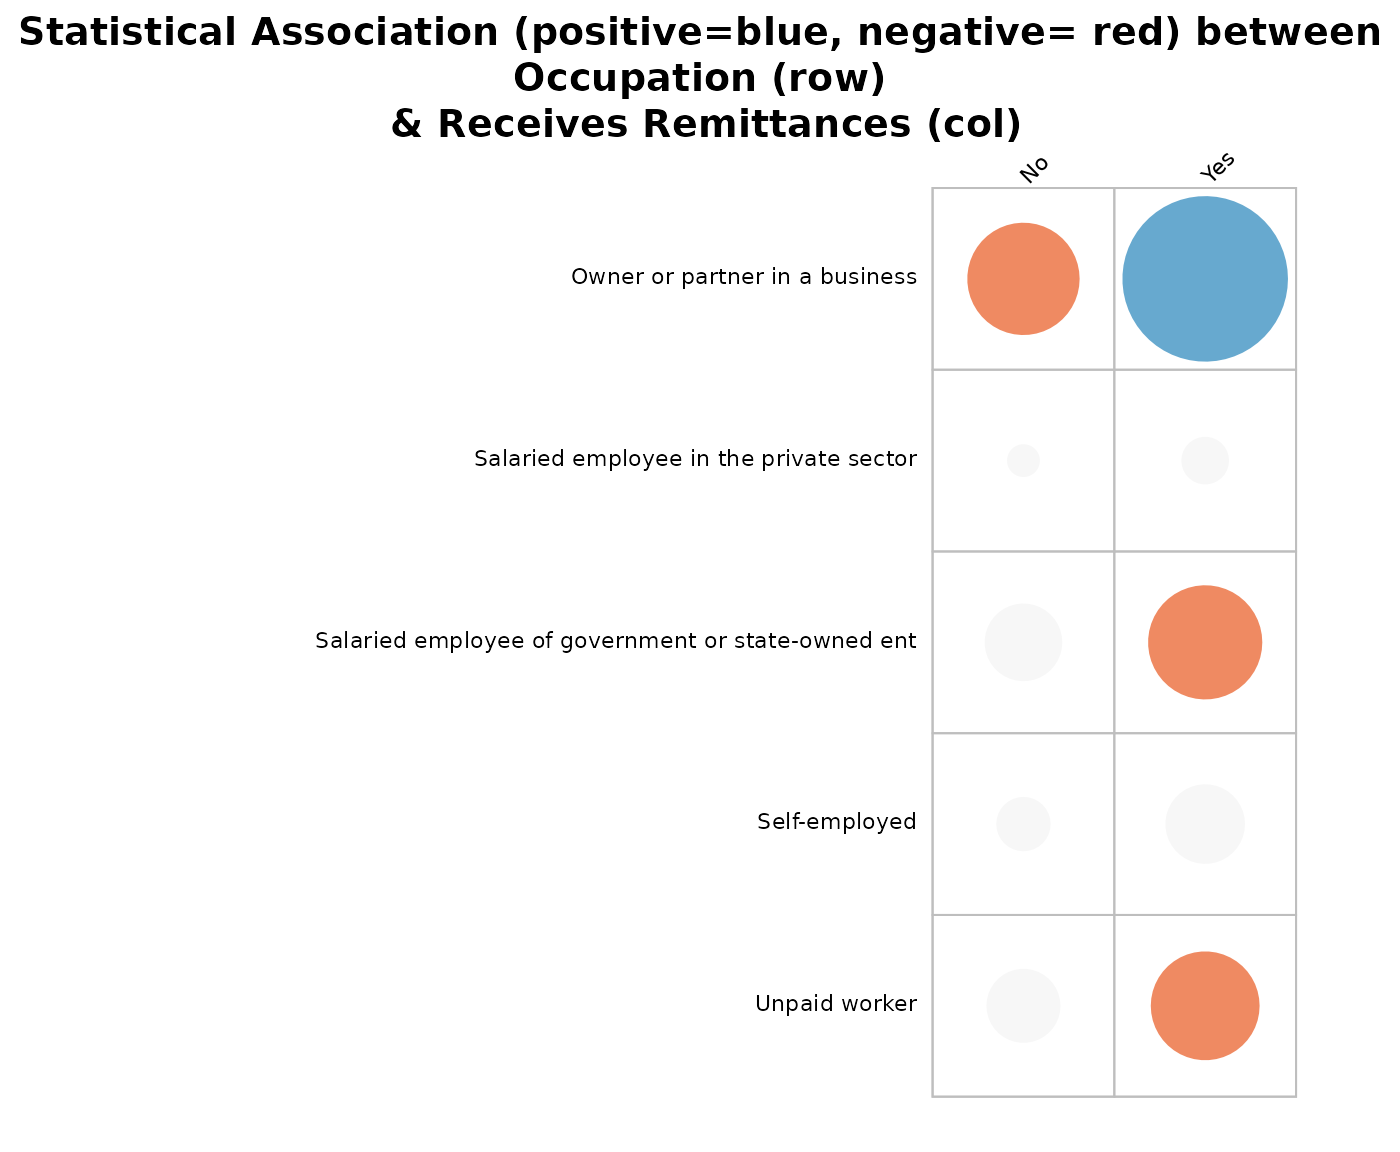 Statistical Association (positive=blue, negative= red) between
Occupation (row)
& Receives Remittances (col)
No
Yes
Owner or partner in a business
Salaried employee in the private sector
Salaried employee of government or state-owned ent
Self-employed
Unpaid worker